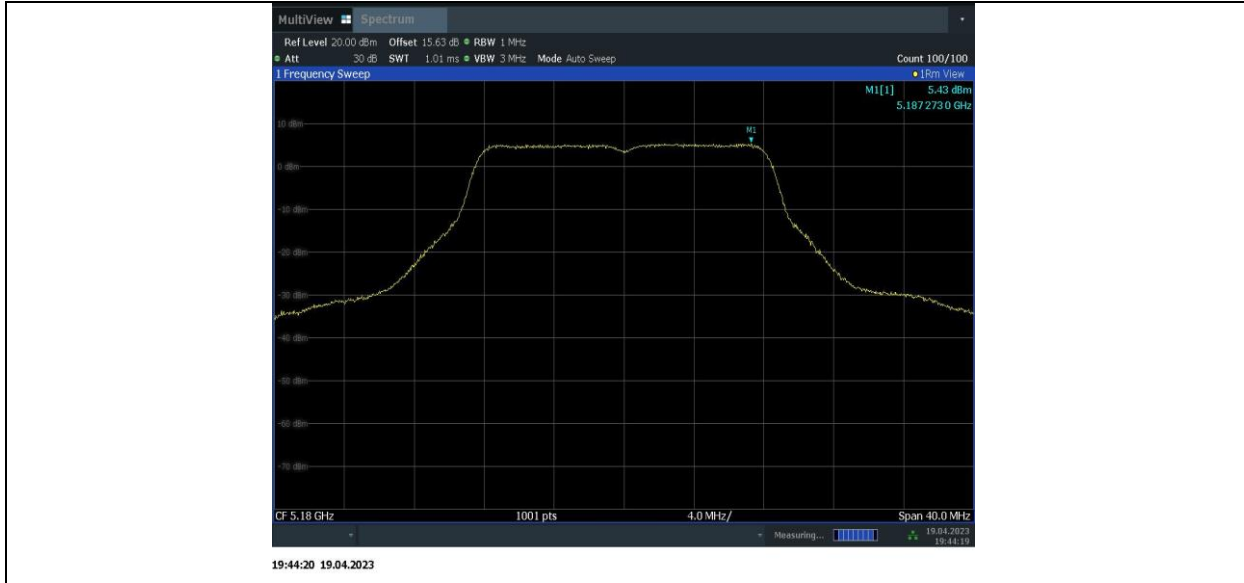 MultiView Spectrum
Ref Level 20.00 dBm Offset 15.63 dB RBW 1 MHz
Att 30 dB SWT 1.01 ms VBW 3 MHz Mode Auto Sweep Count 100/100
1 Frequency Sweep 1Rm View
M1[1] 5.43 dBm
5.187 273 0 GHz
10 dBm
M1
0 dBm
-10 dBm
-20 dBm
-30 dBm
-40 dBm
-50 dBm
-60 dBm
-70 dBm
CF 5.18 GHz 1001 pts 4.0 MHz/ Span 40.0 MHz
Measuring... 19.04.2023
19:44:19
19:44:20 19.04.2023